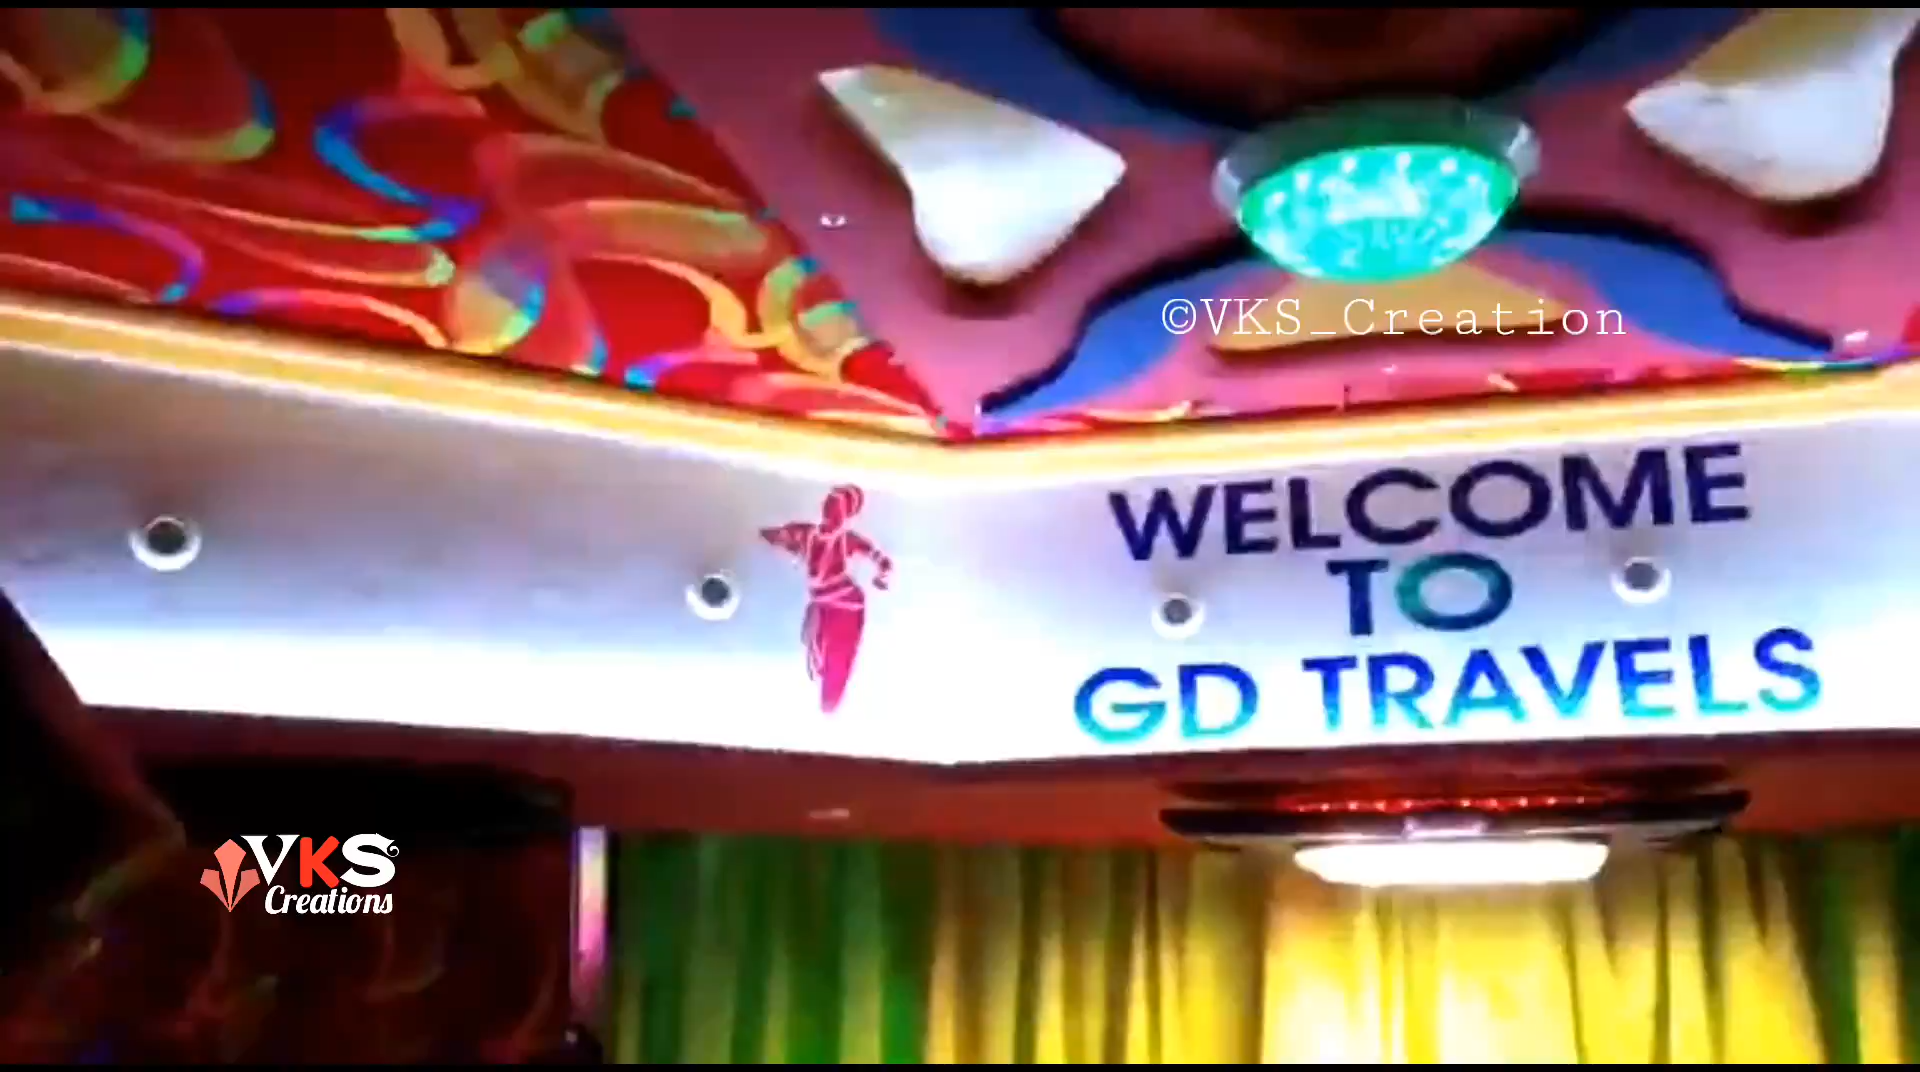 ©VKS_Creation
WELCOME
TO
GD TRAVELS
VKS
Creations